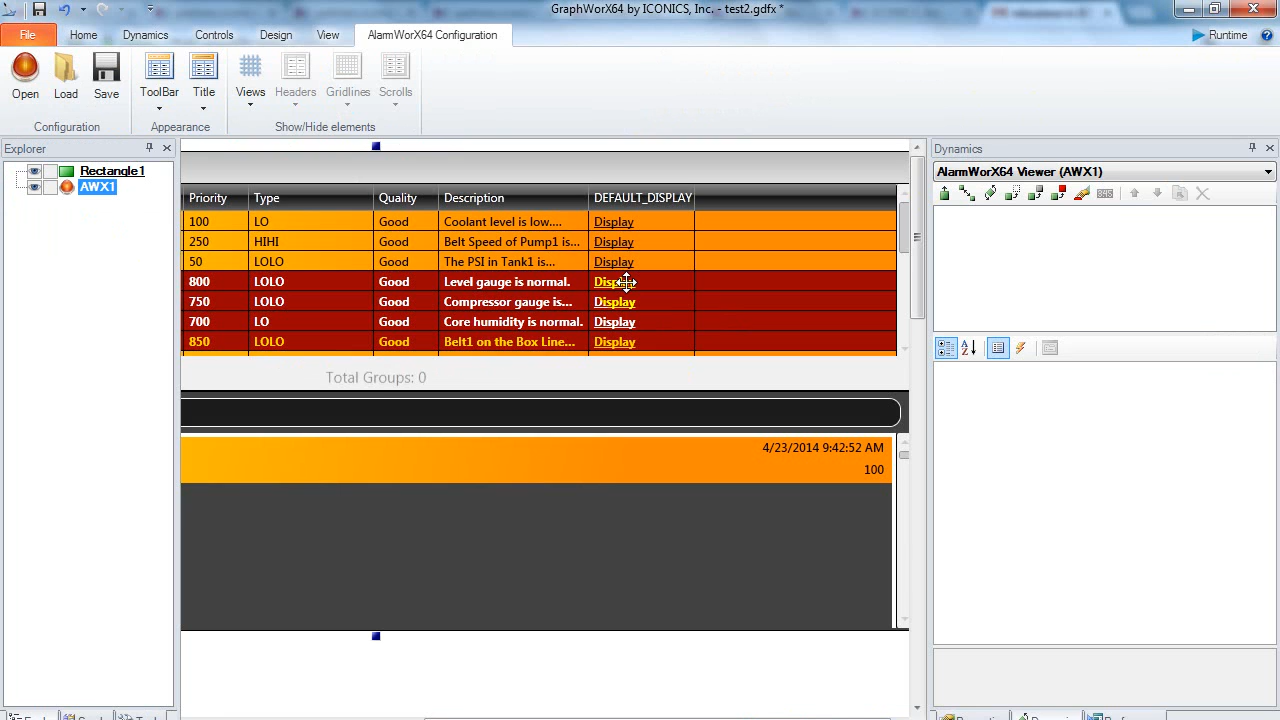 GraphWorX64 by ICONICS, Inc. - test2.gdfx *
File Home Dynamics Controls Design View AlarmWorX64 Configuration Runtime
Open Load Save ToolBar Title Views Headers Gridlines Scrolls
Configuration Appearance Show/Hide elements
Explorer
Rectangle1
AWX1
Priority Type Quality Description DEFAULT_DISPLAY
100 LO Good Coolant level is low.... Display
250 HIHI Good Belt Speed of Pump1 is... Display
50 LOLO Good The PSI in Tank1 is... Display
800 LOLO Good Level gauge is normal.
750 LOLO Good Compressor gauge is... Display
700 LO Good Core humidity is normal. Display
850 LOLO Good Belt1 on the Box Line... Display
Total Groups: 0
4/23/2014 9:42:52 AM
100
Dynamics
AlarmWorX64 Viewer (AWX1)